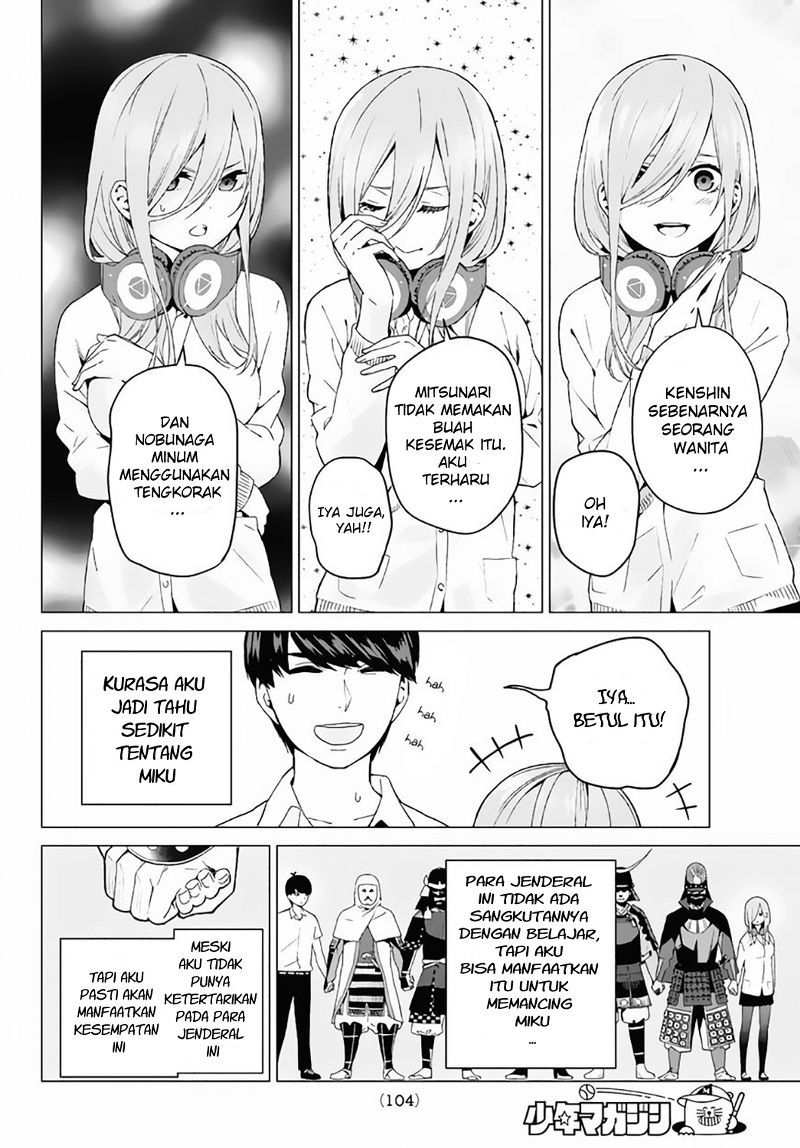 KENSHIN
SEBENARNYA
SEORANG
WANITA
...
OH
IYA!
MITSUNARI
TIDAK MEMAKAN
BUAH
KESEMAK ITU.
AKU
TERHARU
...
IYA JUGA,
YAH!!
DAN
NOBUNAGA
MINUM
MENGGUNAKAN
TENGKORAK
...
IYA...
BETUL ITU!
hah
hah
hah
KURASA AKU
JADI TAHU
SEDIKIT
TENTANG
MIKU
PARA JENDERAL
INI TIDAK ADA
SANGKUTANNYA
DENGAN BELAJAR,
TAPI AKU
BISA MANFAATKAN
ITU UNTUK
MEMANCING
MIKU
...
MESKI
AKU TIDAK
PUNYA
KETERTARIKAN
PADA PARA
JENDERAL
INI
TAPI AKU
PASTI AKAN
MANFAATKAN
KESEMPATAN
INI
(104)
少年マガジン